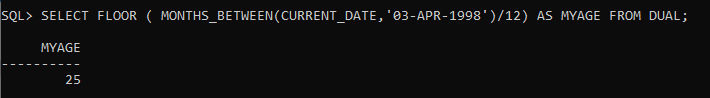 SQL> SELECT FLOOR ( MONTHS_BETWEEN(CURRENT_DATE,'03-APR-1998')/12) AS MYAGE FROM DUAL;
MYAGE
----------
25